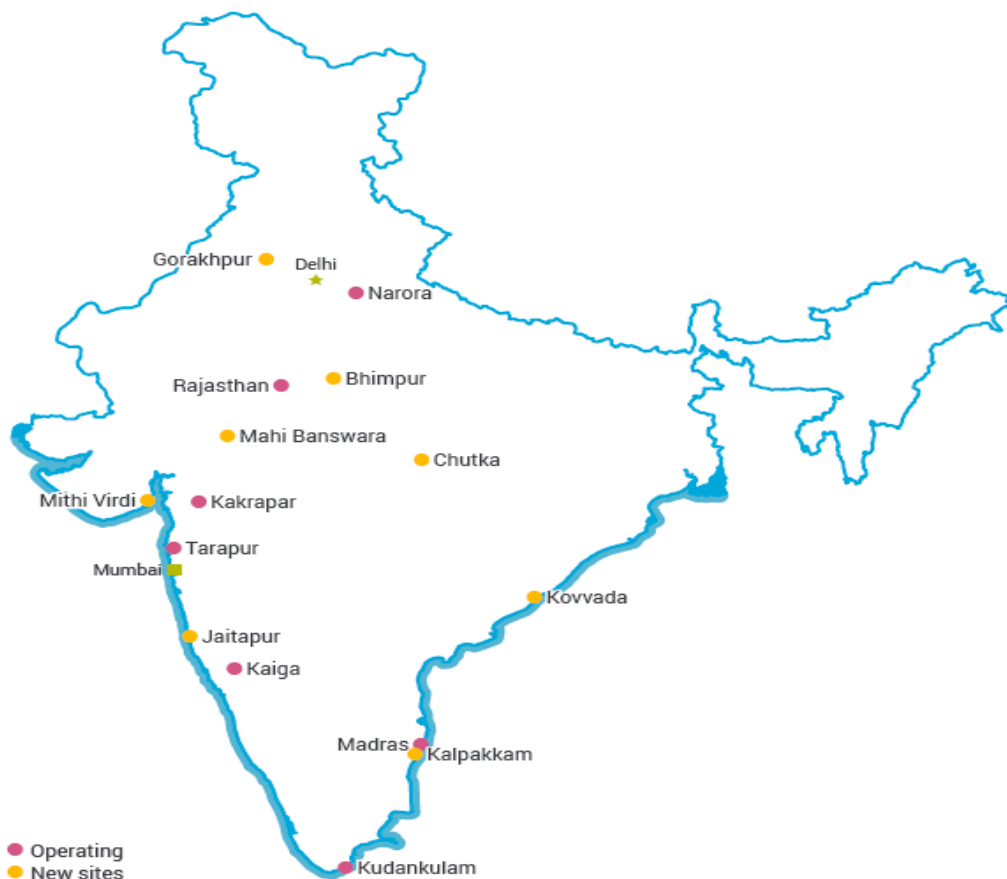 Gorakhpur
Delhi
Narora
Rajasthan
Bhimpur
Mahi Banswara
Chutka
Mithi Virdi
Kakrapar
Tarapur
Mumbai
Kovvada
Jaitapur
Kaiga
Madras
Kalpakkam
Kudankulam
Operating
New sites